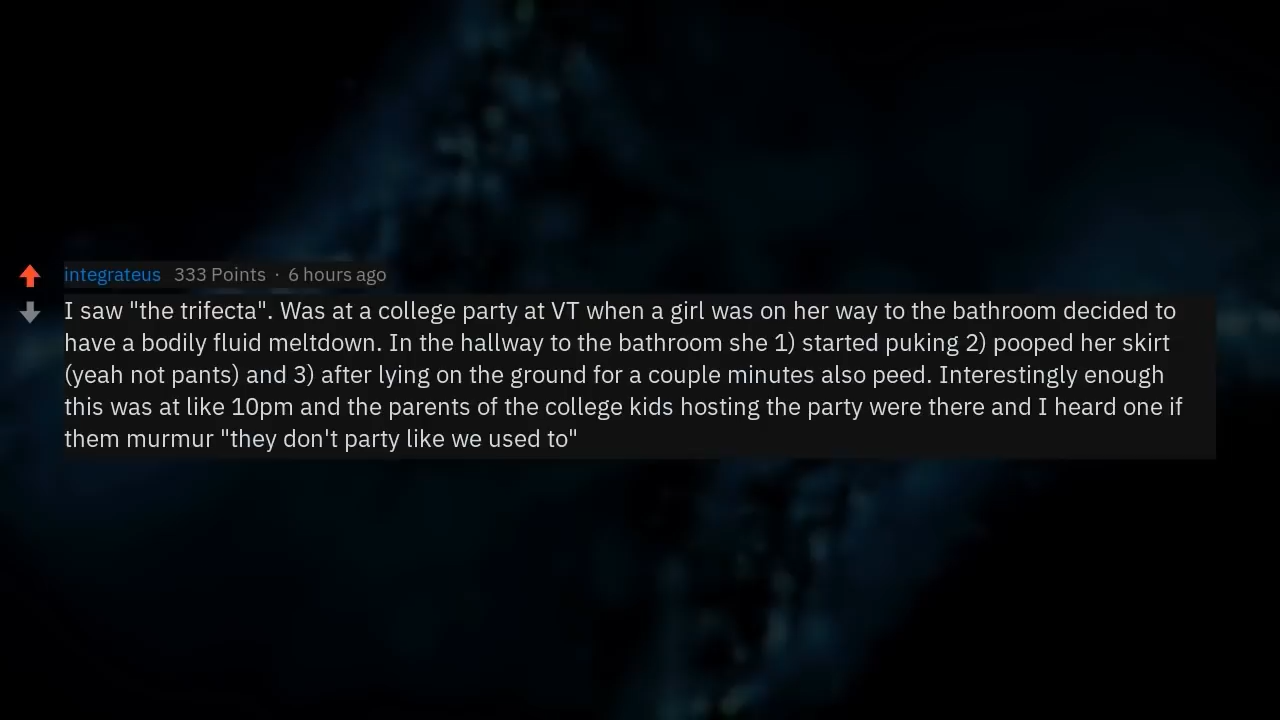 integrateus 333 Points · 6 hours ago
I saw "the trifecta". Was at a college party at VT when a girl was on her way to the bathroom decided to
have a bodily fluid meltdown. In the hallway to the bathroom she 1) started puking 2) pooped her skirt
(yeah not pants) and 3) after lying on the ground for a couple minutes also peed. Interestingly enough
this was at like 10pm and the parents of the college kids hosting the party were there and I heard one if
them murmur "they don't party like we used to"